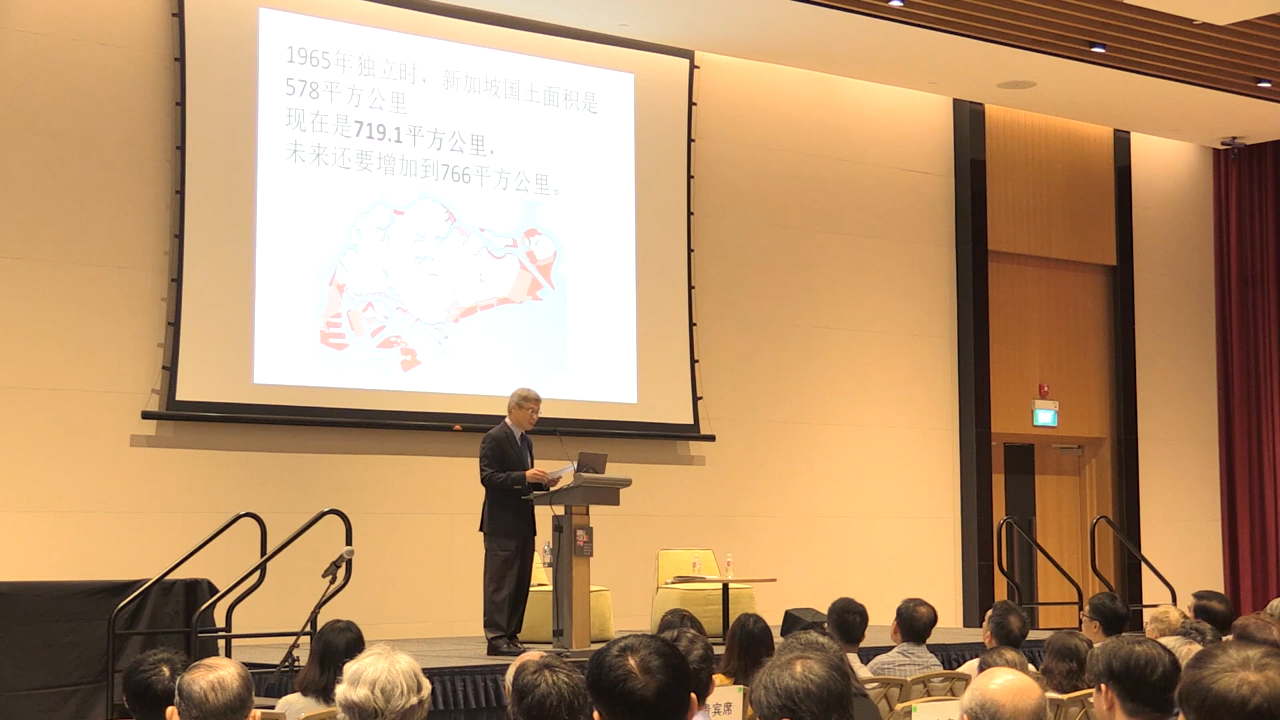 1965年独立时，新加坡国土面积是
578平方公里
现在是719.1平方公里，
未来还要增加到766平方公里。
宾席